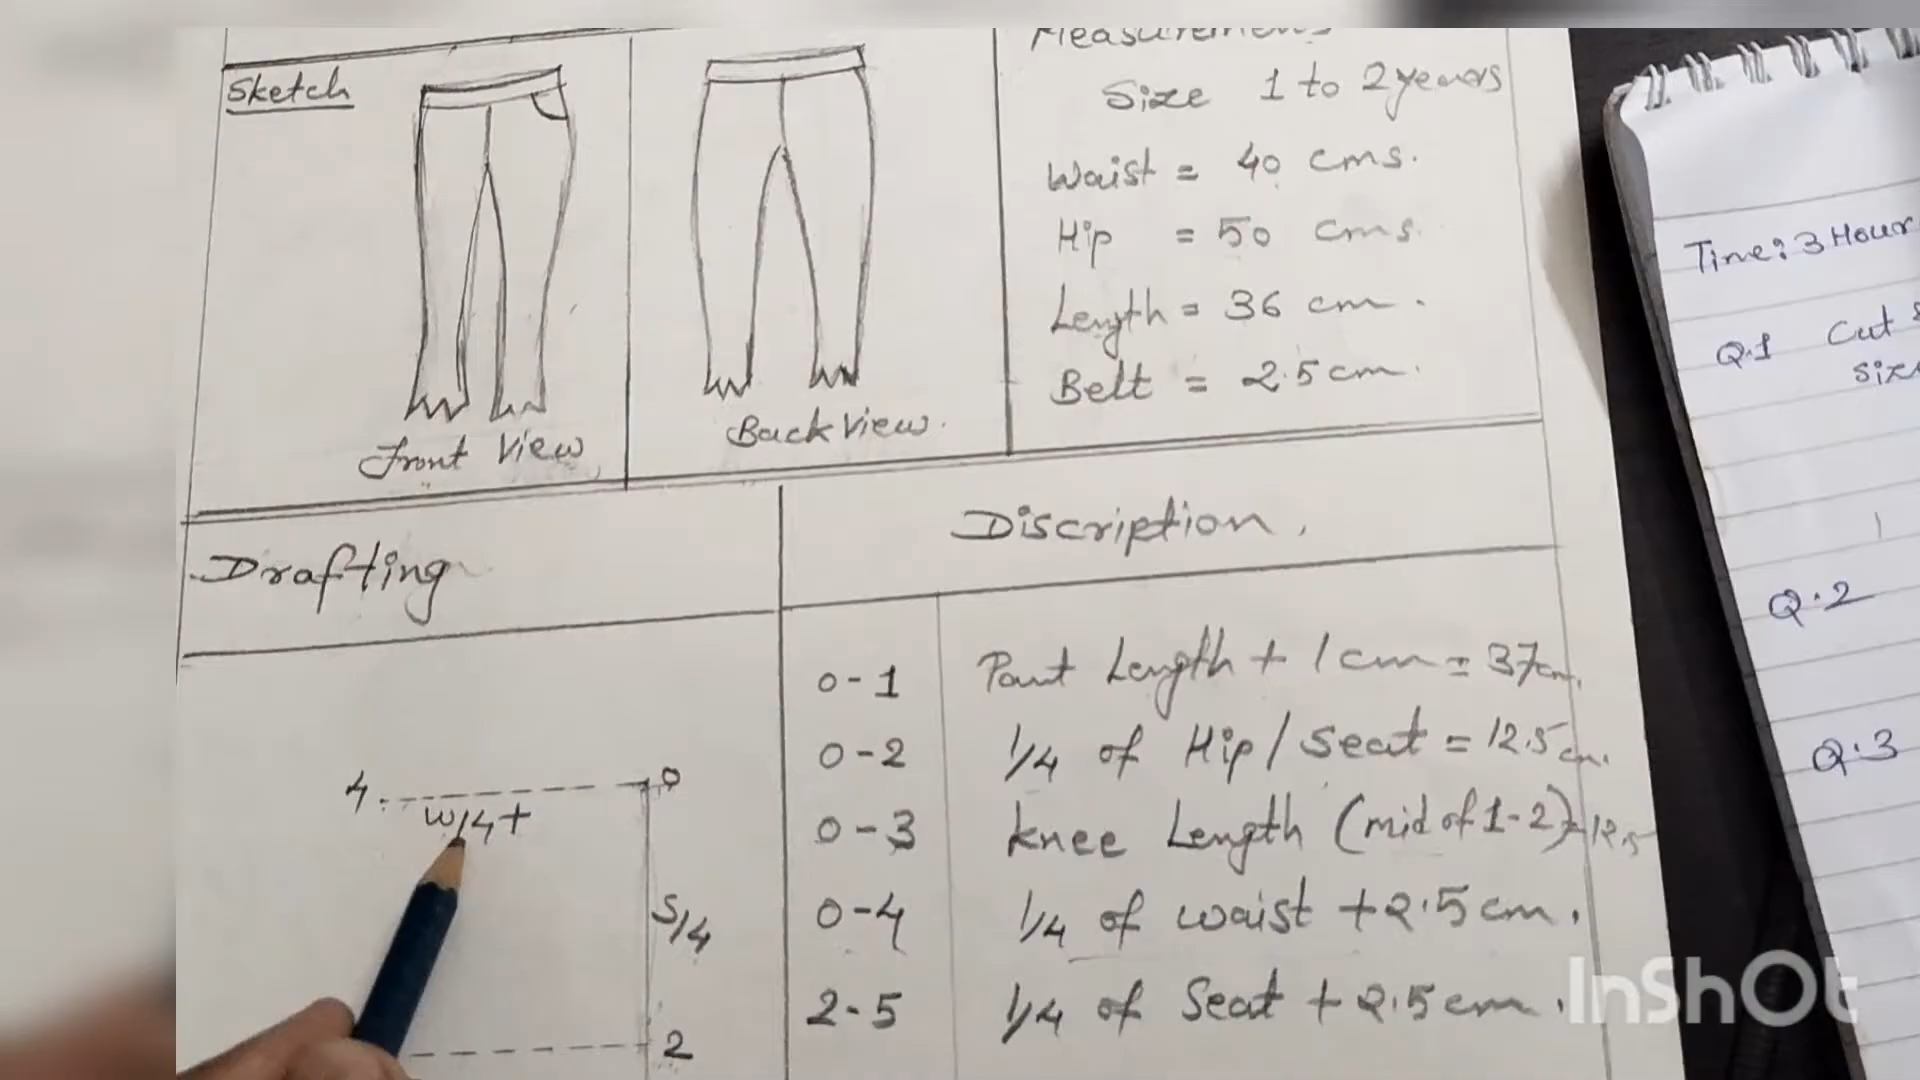 Measurements
Sketch
Size 1 to 2 years
Waist = 40 cms.
Hip = 50 cms.
Length = 36 cm.
Belt = 2.5 cm.
Front View
Back View.
Drafting
Discription.
0-1 Pant Length + 1 cm = 37cm.
0-2 1/4 of Hip/Seat = 12.5 cm.
0-3 knee Length (mid of 1-2) = 12.5
0-4 1/4 of waist + 2.5 cm.
2-5 1/4 of Seat + 2.5 cm.
4 0
W/4+
S/4
2
Time: 3 Hour
Q.1 Cut
Q.2
Q.3
InShOt